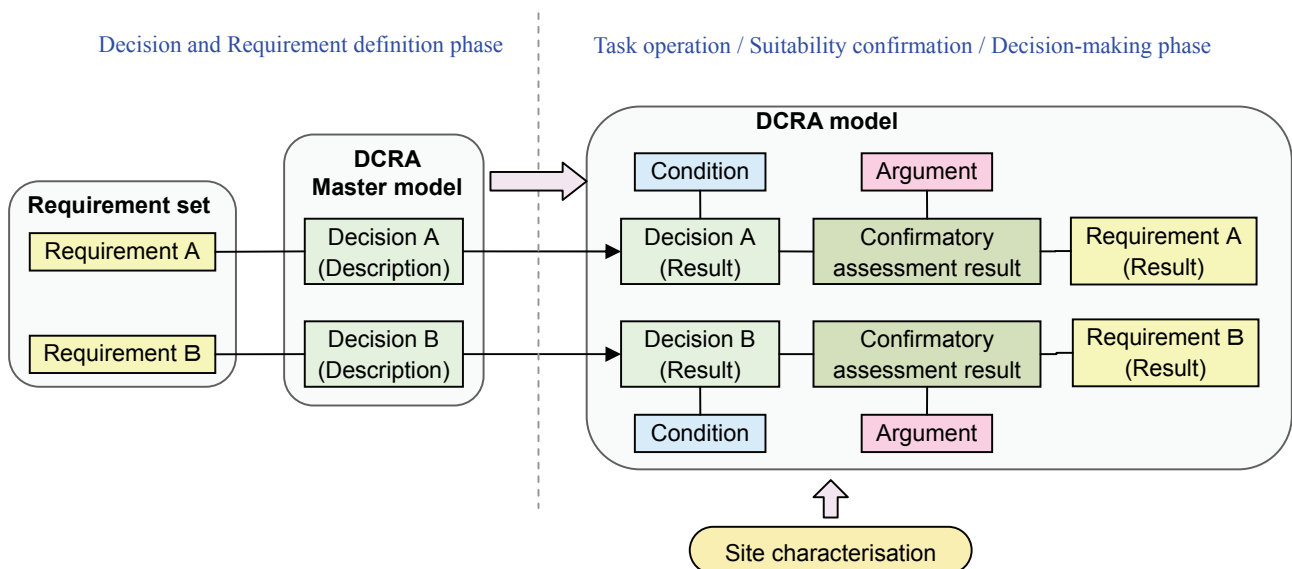 Decision and Requirement definition phase
Task operation / Suitability confirmation / Decision-making phase
Requirement set
Requirement A
Requirement B
DCRA
Master model
Decision A
(Description)
Decision B
(Description)
DCRA model
Condition
Argument
Decision A
(Result)
Confirmatory
assessment result
Requirement A
(Result)
Decision B
(Result)
Confirmatory
assessment result
Requirement B
(Result)
Condition
Argument
Site characterisation